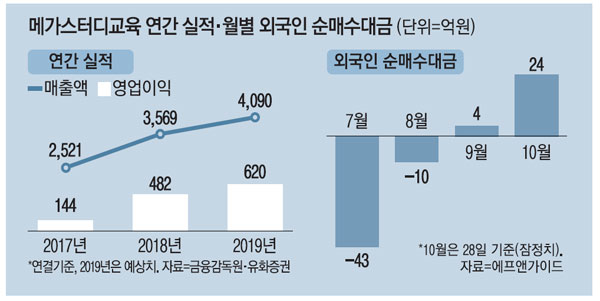 메가스터디교육 연간 실적·월별 외국인 순매수대금 (단위=억원)
연간 실적
매출액 영업이익
2,521 3,569 4,090
144 482 620
2017년 2018년 2019년
*연결기준, 2019년은 예상치. 자료=금융감독원·유화증권
외국인 순매수대금
7월 8월 9월 10월
-43 -10 4 24
*10월은 28일 기준(잠정치).
자료=에프앤가이드